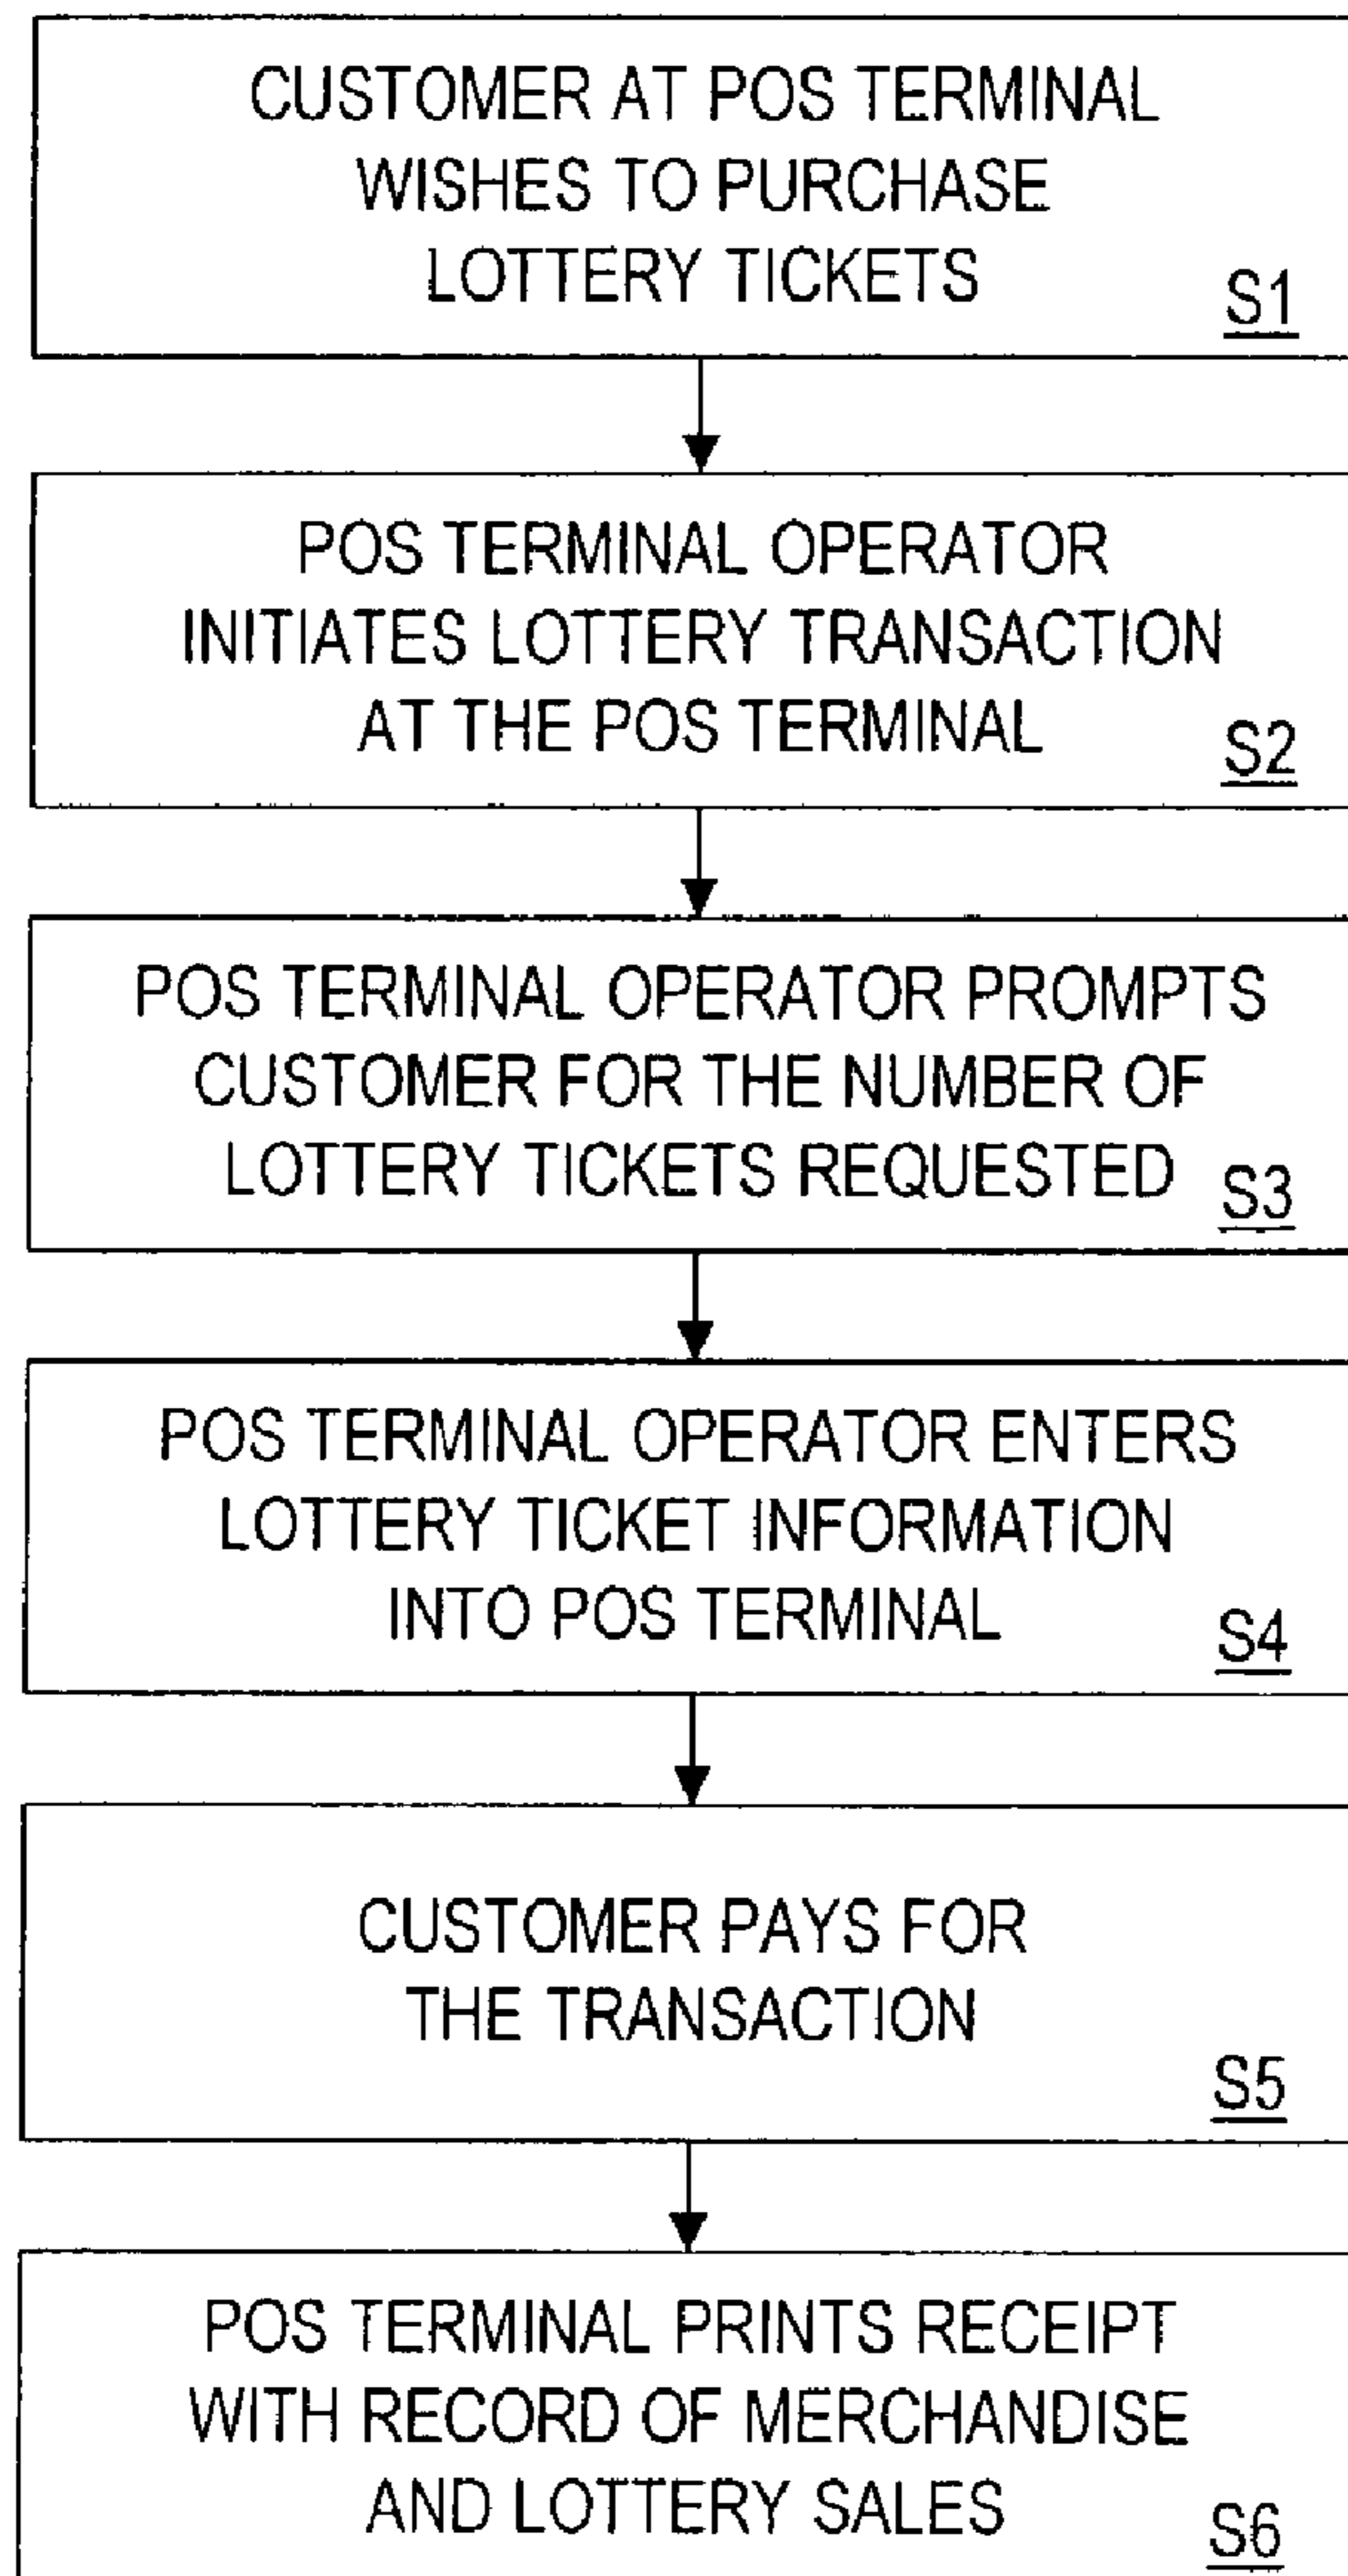 CUSTOMER AT POS TERMINAL
WISHES TO PURCHASE
LOTTERY TICKETS
S1
POS TERMINAL OPERATOR
INITIATES LOTTERY TRANSACTION
AT THE POS TERMINAL
S2
POS TERMINAL OPERATOR PROMPTS
CUSTOMER FOR THE NUMBER OF
LOTTERY TICKETS REQUESTED
S3
POS TERMINAL OPERATOR ENTERS
LOTTERY TICKET INFORMATION
INTO POS TERMINAL
S4
CUSTOMER PAYS FOR
THE TRANSACTION
S5
POS TERMINAL PRINTS RECEIPT
WITH RECORD OF MERCHANDISE
AND LOTTERY SALES
S6